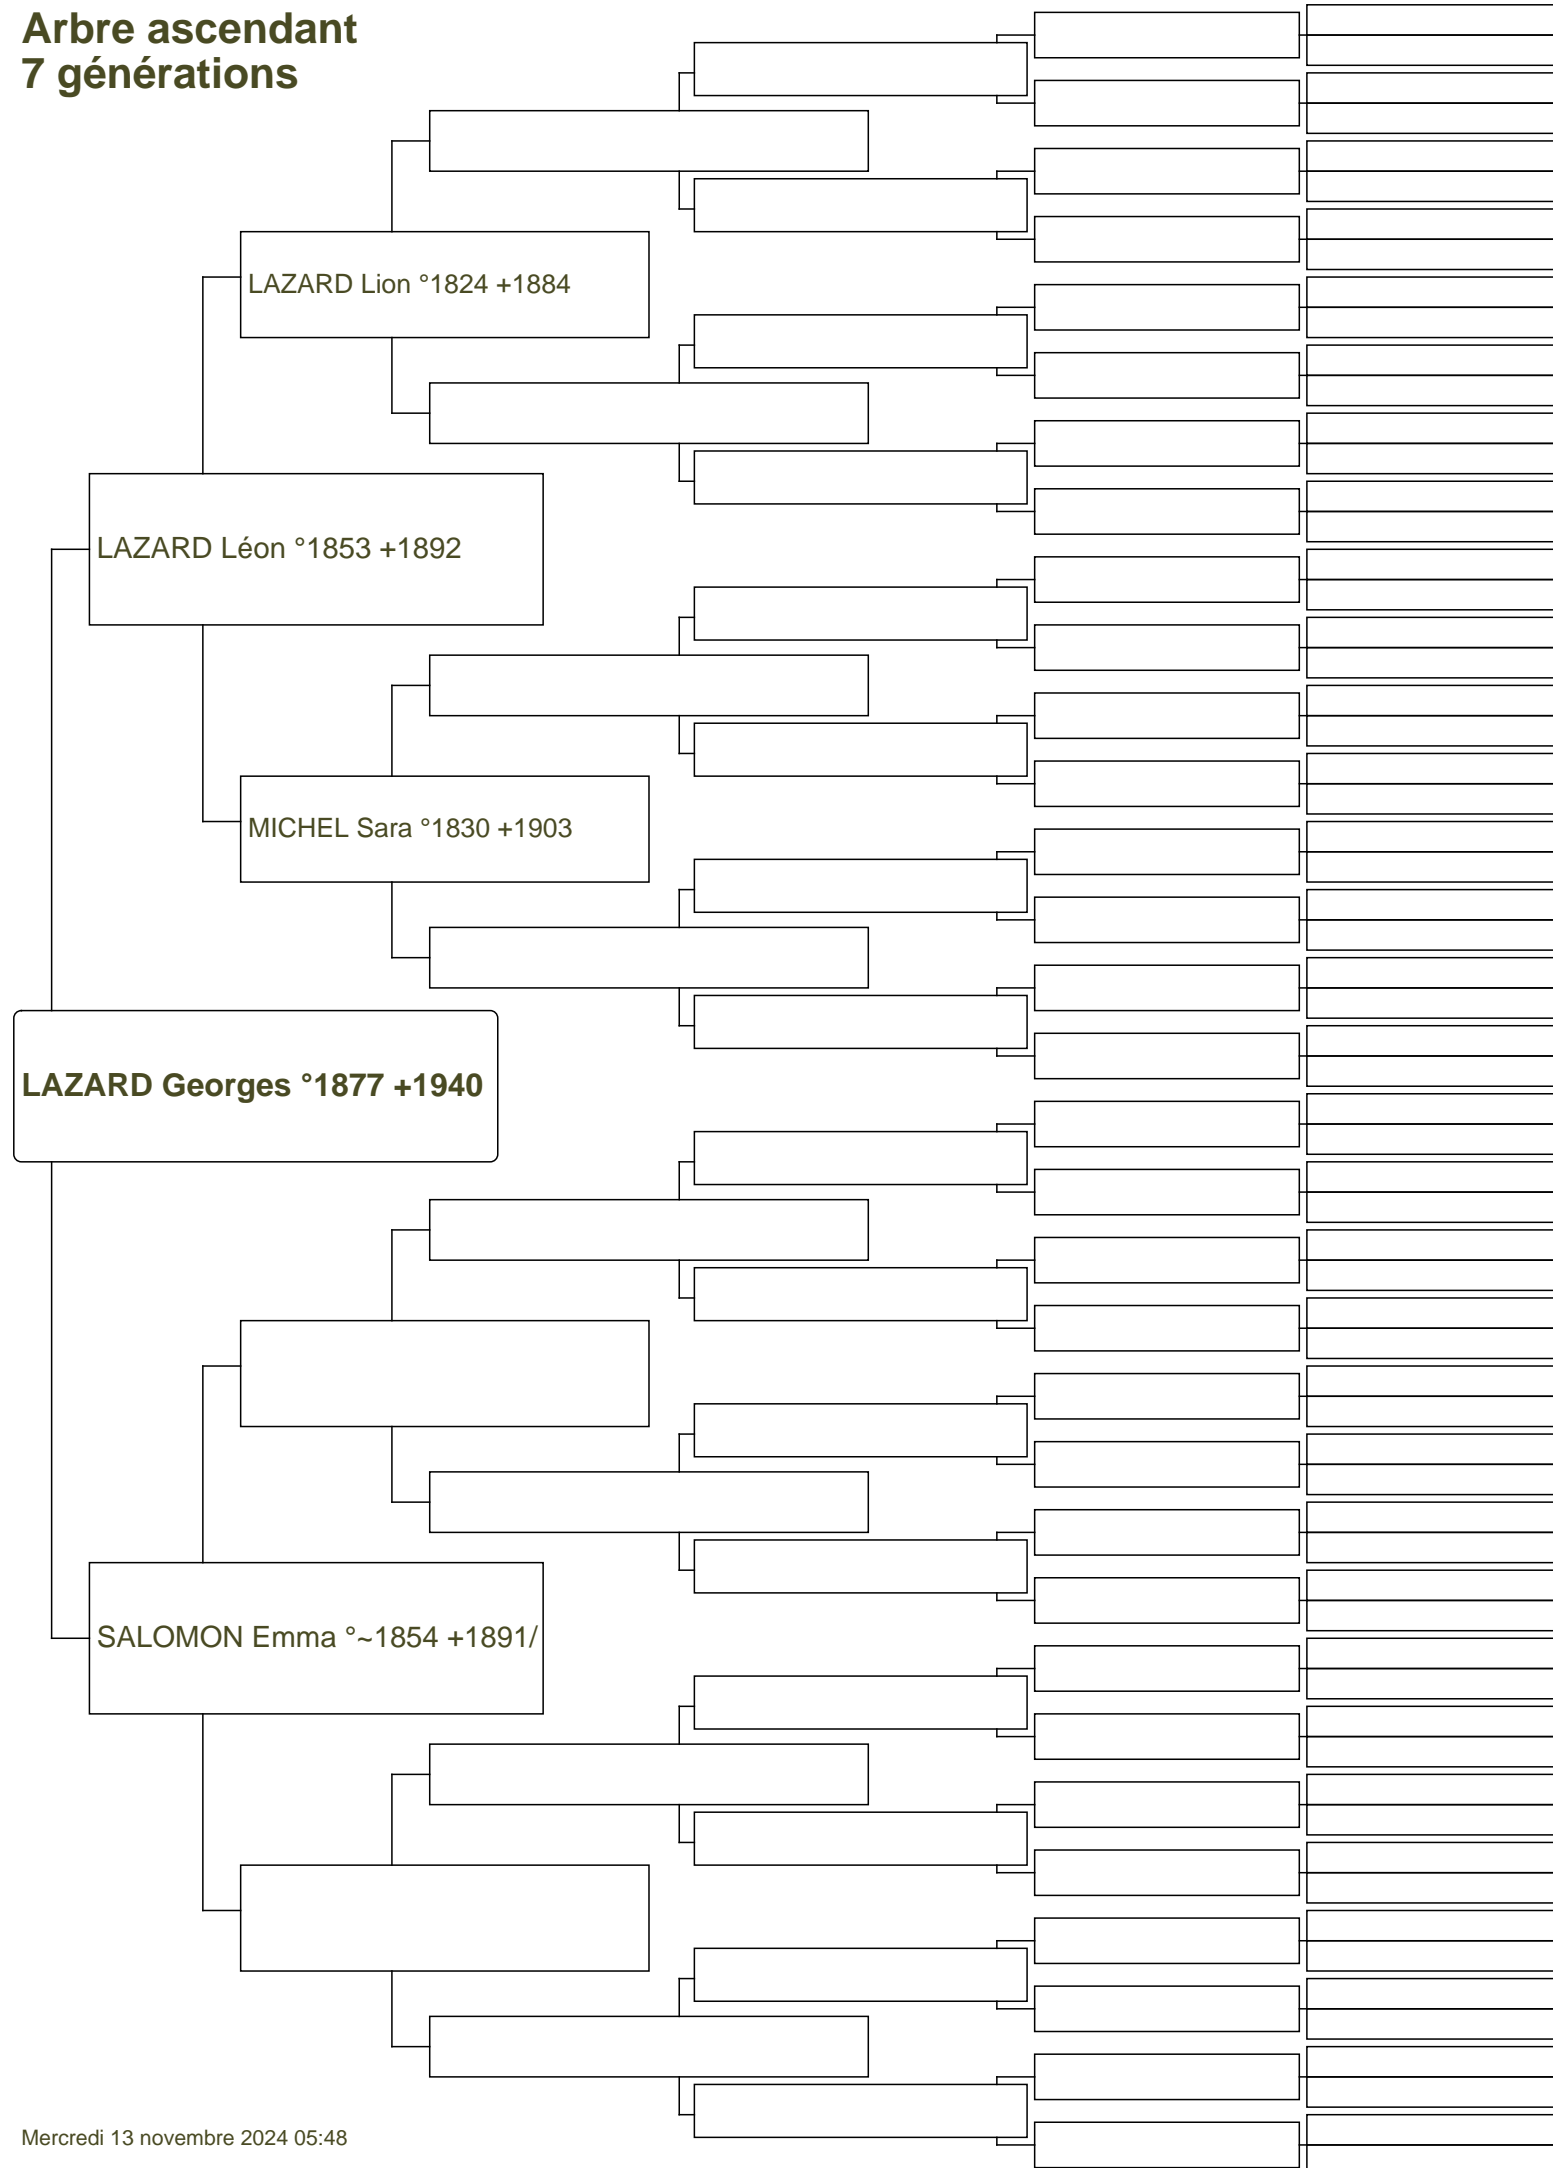 Arbre ascendant
7 générations
LAZARD Lion °1824 +1884
LAZARD Léon °1853 +1892
MICHEL Sara °1830 +1903
LAZARD Georges °1877 +1940
SALOMON Emma °~1854 +1891/
Mercredi 13 novembre 2024 05:48